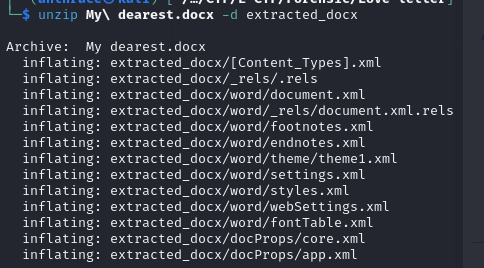 └─$ unzip My\ dearest.docx -d extracted_docx
Archive:  My dearest.docx
  inflating: extracted_docx/[Content_Types].xml
  inflating: extracted_docx/_rels/.rels
  inflating: extracted_docx/word/document.xml
  inflating: extracted_docx/word/_rels/document.xml.rels
  inflating: extracted_docx/word/footnotes.xml
  inflating: extracted_docx/word/endnotes.xml
  inflating: extracted_docx/word/theme/theme1.xml
  inflating: extracted_docx/word/settings.xml
  inflating: extracted_docx/word/styles.xml
  inflating: extracted_docx/word/webSettings.xml
  inflating: extracted_docx/word/fontTable.xml
  inflating: extracted_docx/docProps/core.xml
  inflating: extracted_docx/docProps/app.xml